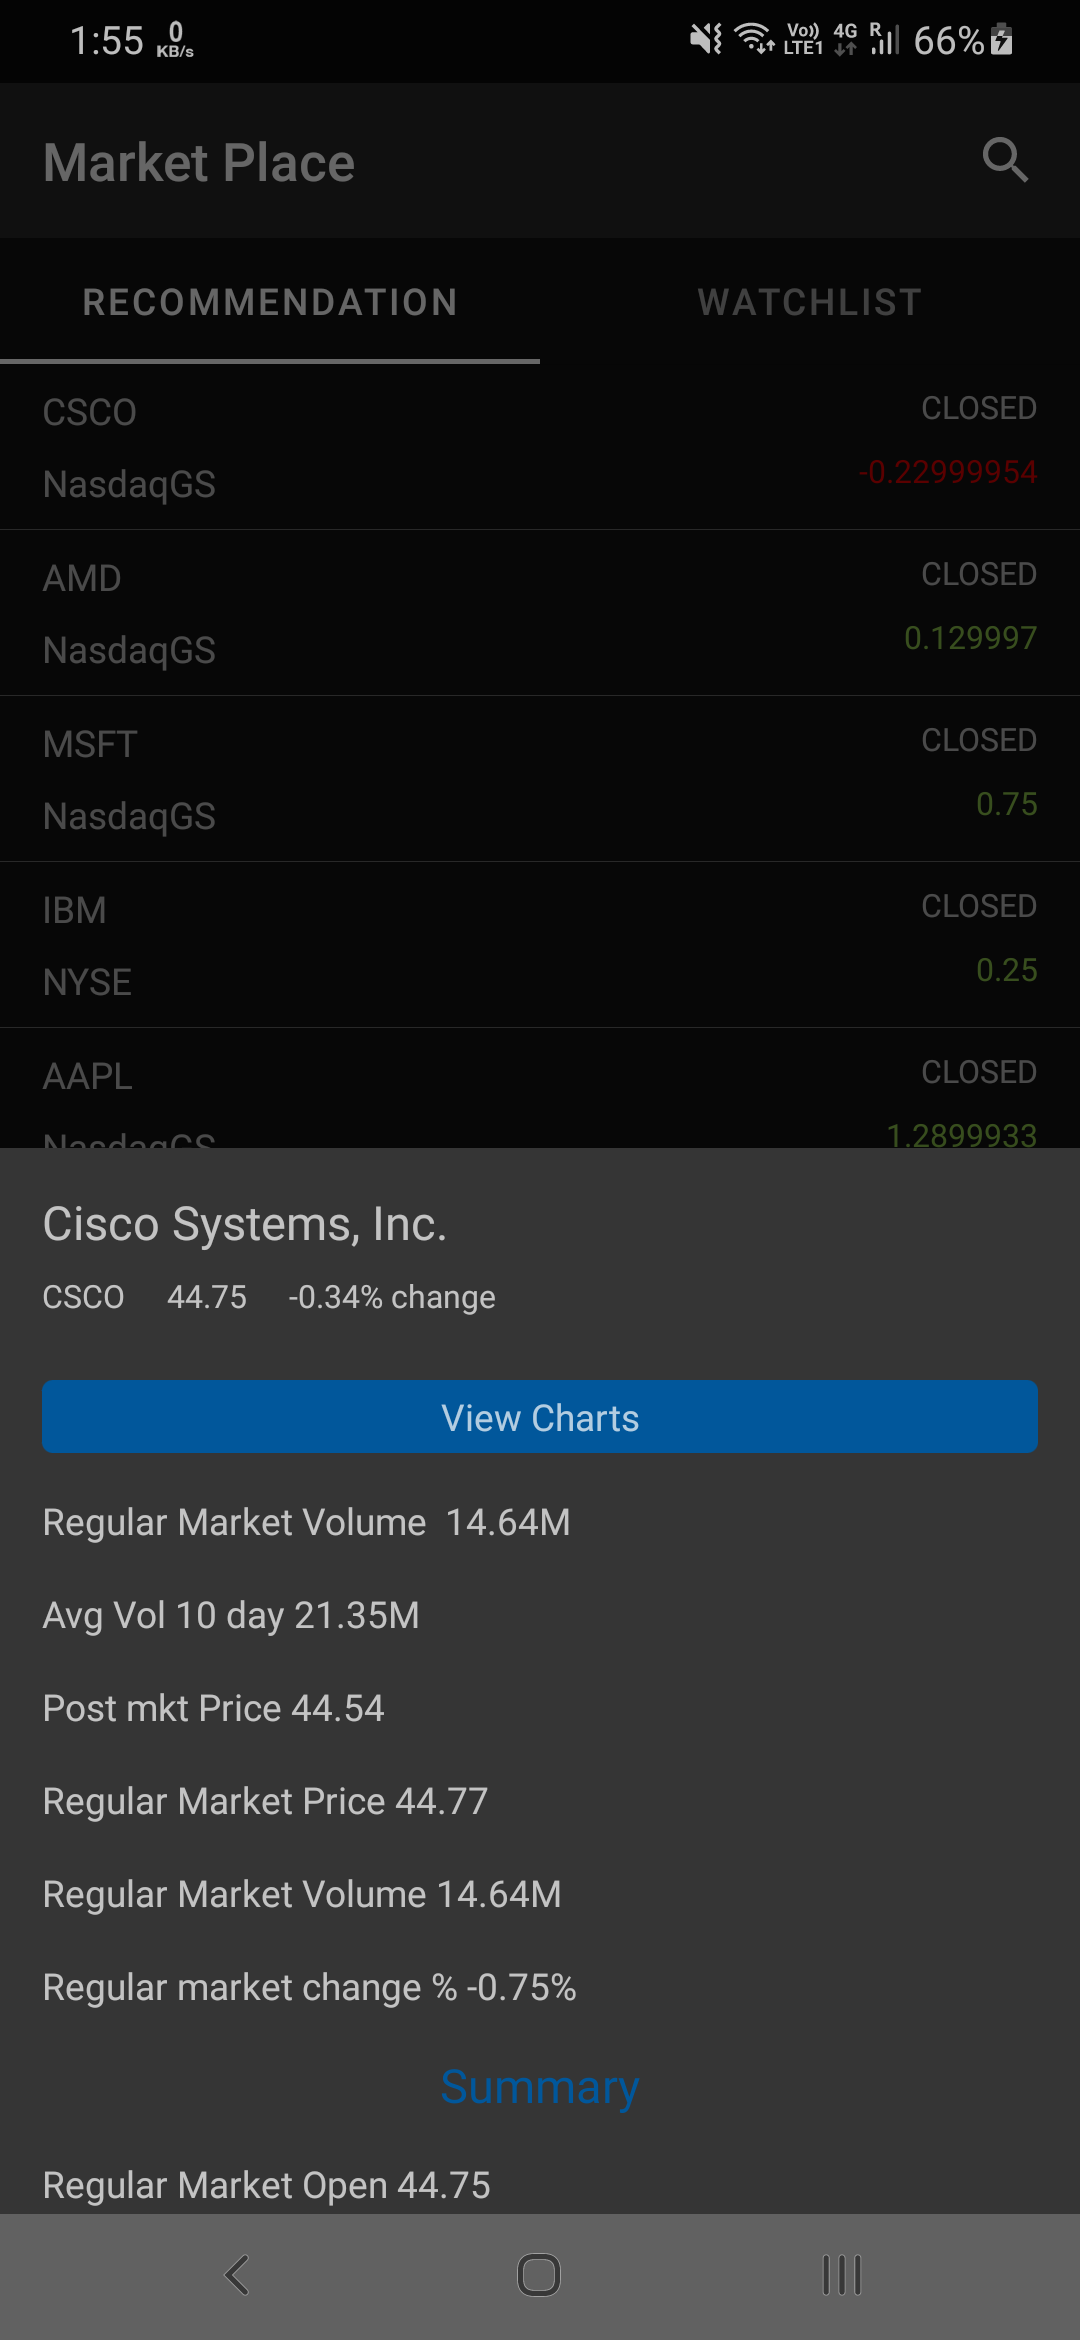 1:55 0 KB/s Vo)) LTE1 4G R 66%
Market Place
RECOMMENDATION WATCHLIST
CSCO CLOSED
NasdaqGS -0.22999954
AMD CLOSED
NasdaqGS 0.129997
MSFT CLOSED
NasdaqGS 0.75
IBM CLOSED
NYSE 0.25
AAPL CLOSED
NasdaqGS 1.2899933
Cisco Systems, Inc.
CSCO 44.75 -0.34% change
View Charts
Regular Market Volume 14.64M
Avg Vol 10 day 21.35M
Post mkt Price 44.54
Regular Market Price 44.77
Regular Market Volume 14.64M
Regular market change % -0.75%
Summary
Regular Market Open 44.75